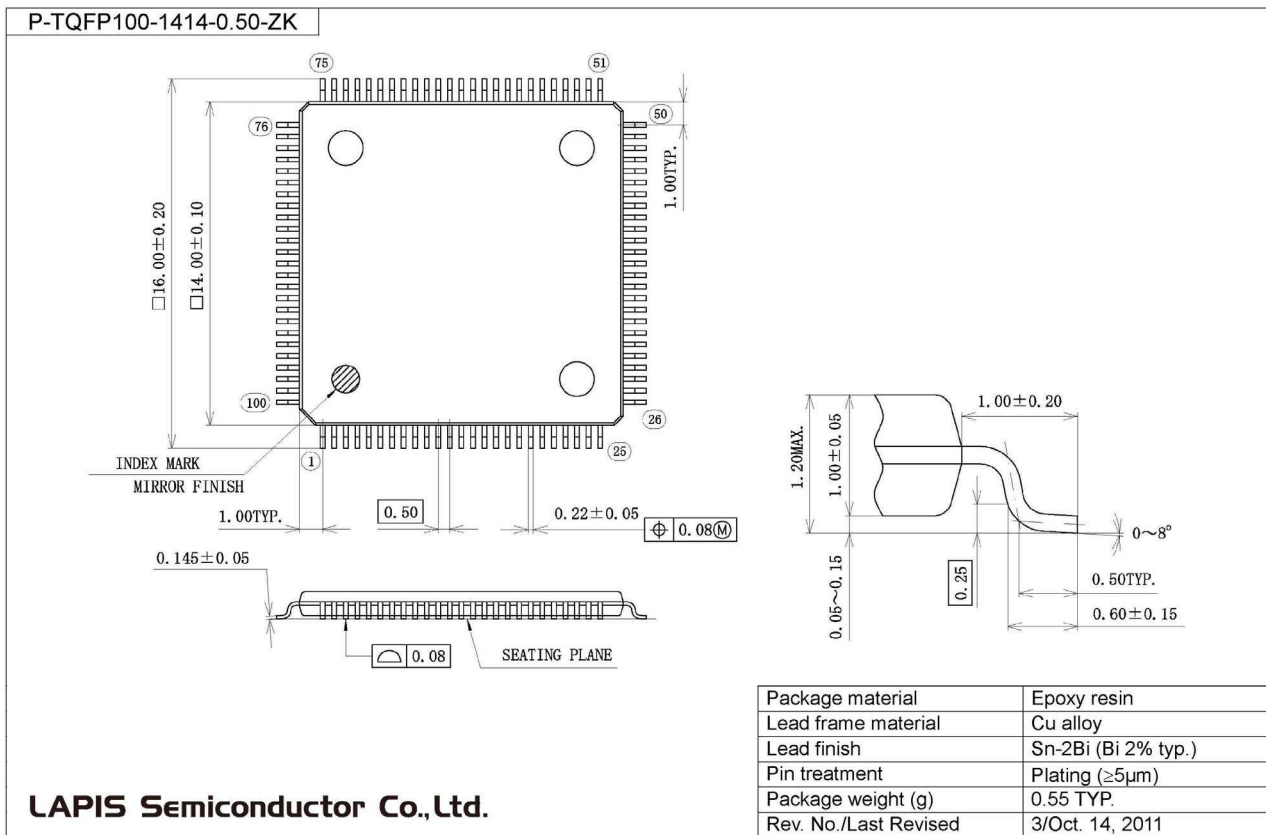 P-TQFP100-1414-0.50-ZK
75
51
76
50
1.00TYP.
□16.00±0.20
□14.00±0.10
100
26
1
25
INDEX MARK
MIRROR FINISH
1.00TYP.
0.50
0.22±0.05
⌖ 0.08Ⓜ
0.145±0.05
⌓ 0.08
SEATING PLANE
1.20MAX.
1.00±0.05
1.00±0.20
0.05~0.15
0.25
0~8°
0.50TYP.
0.60±0.15
Package material Epoxy resin
Lead frame material Cu alloy
Lead finish Sn-2Bi (Bi 2% typ.)
Pin treatment Plating (≥5μm)
Package weight (g) 0.55 TYP.
Rev. No./Last Revised 3/Oct. 14, 2011
LAPIS Semiconductor Co.,Ltd.